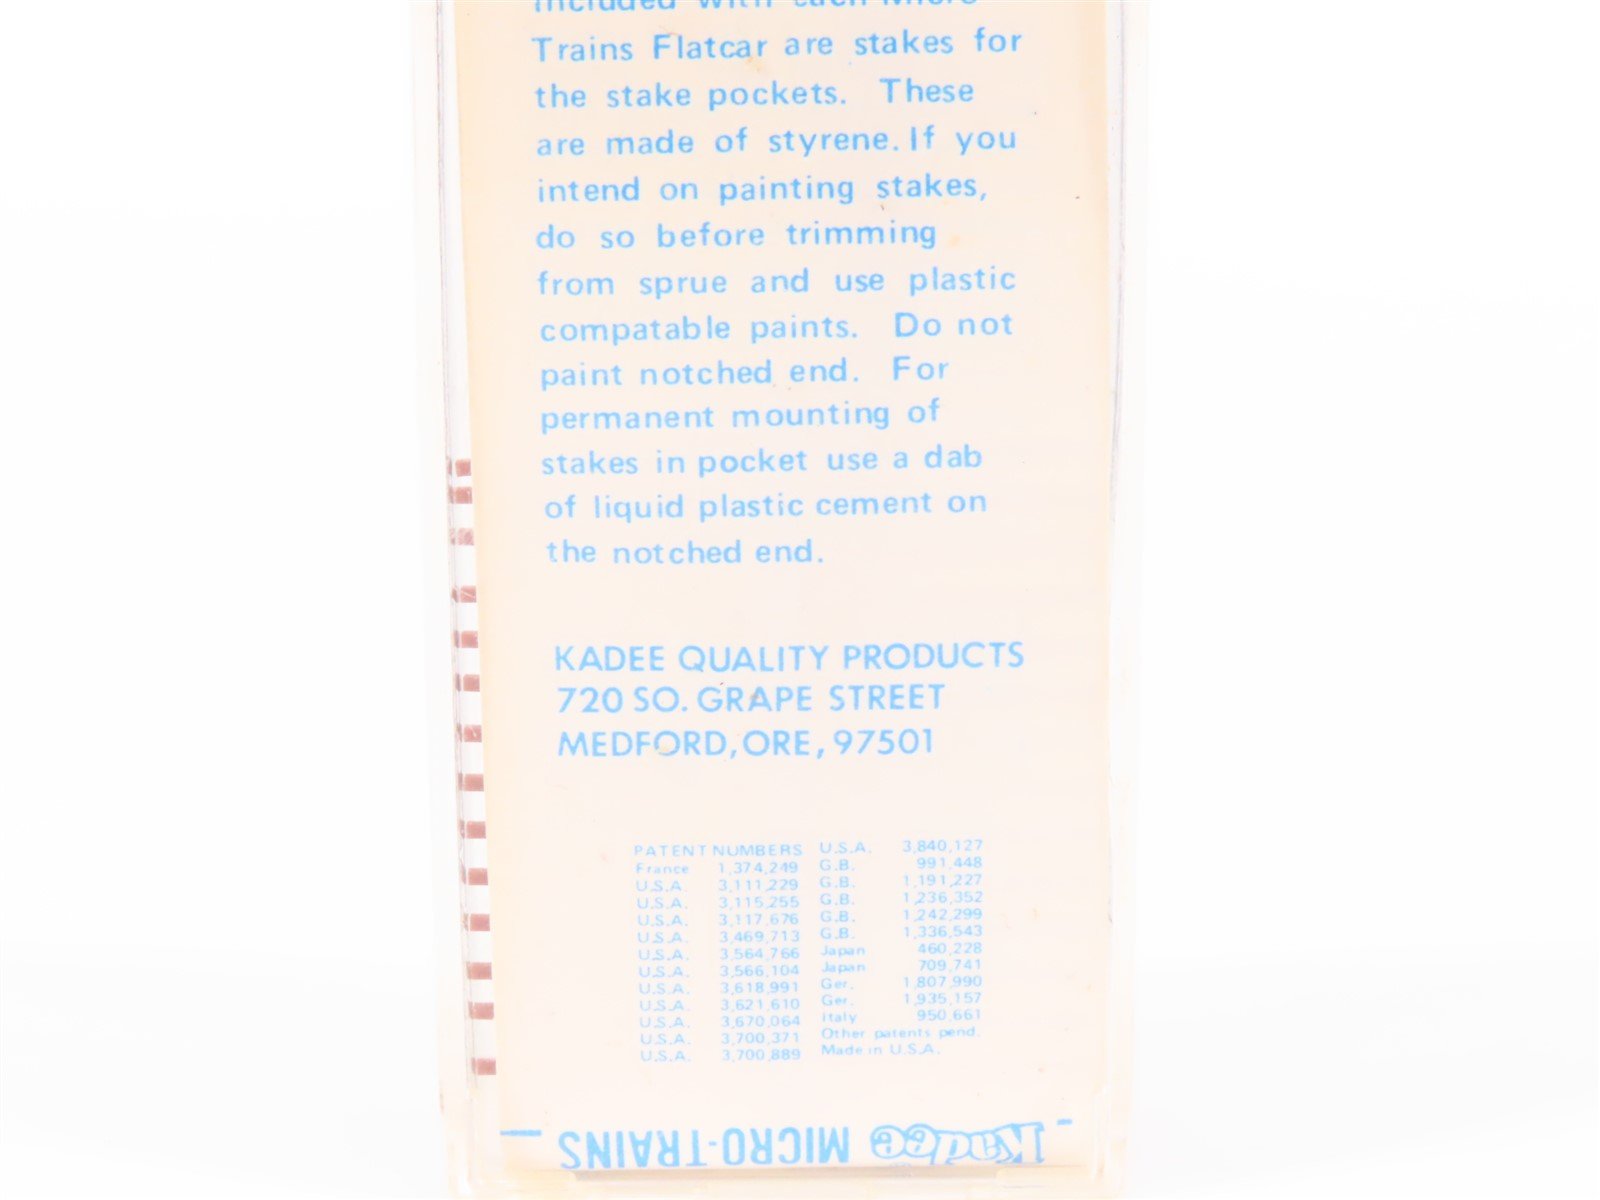 included with each Micro
Trains Flatcar are stakes for
the stake pockets. These
are made of styrene. If you
intend on painting stakes,
do so before trimming
from sprue and use plastic
compatable paints. Do not
paint notched end. For
permanent mounting of
stakes in pocket use a dab
of liquid plastic cement on
the notched end.
KADEE QUALITY PRODUCTS
720 SO. GRAPE STREET
MEDFORD, ORE, 97501
PATENT NUMBERS
France 1,374,249
U.S.A. 3,111,229
U.S.A. 3,115,255
U.S.A. 3,117,676
U.S.A. 3,469,713
U.S.A. 3,564,766
U.S.A. 3,566,104
U.S.A. 3,618,991
U.S.A. 3,621,610
U.S.A. 3,670,064
U.S.A. 3,700,371
U.S.A. 3,700,889
U.S.A. 3,840,127
G.B. 991,448
G.B. 1,191,227
G.B. 1,236,352
G.B. 1,242,299
G.B. 1,336,543
Japan 460,228
Japan 709,741
Ger. 1,807,990
Ger. 1,935,157
Italy 950,661
Other patents pend.
Made in U.S.A.
- Kadee MICRO-TRAINS -